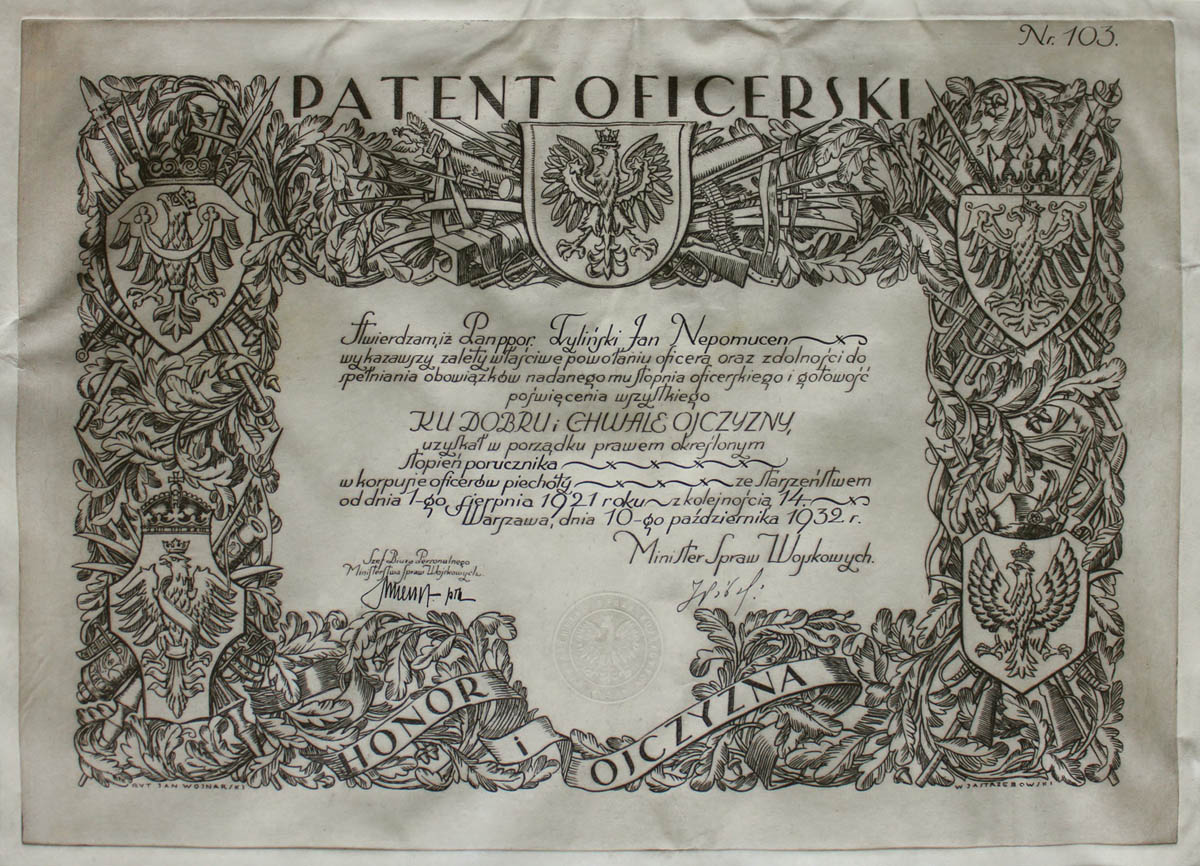 Nr. 103.
PATENT OFICERSKI
Stwierdzam, iż Pan ppor. Tyliński Jan Nepomucen
wykazawszy zalety właściwe powołaniu oficera oraz zdolności do
spełniania obowiązków nadanego mu stopnia oficerskiego i gotowość
poświęcenia wszystkiego
KU DOBRU i CHWALE OJCZYZNY,
uzyskał w porządku prawem określonym
stopień porucznika
w korpusie oficerów piechoty ze starszeństwem
od dnia 1-go sierpnia 1921 roku z kolejnością 14.
Warszawa, dnia 10-go października 1932 r.
Minister Spraw Wojskowych.
Szef Biura Personalnego
Ministerstwa Spraw Wojskowych.
HONOR i OJCZYZNA
RYT JAN WOJNARSKI
W JASTRZĘBOWSKI